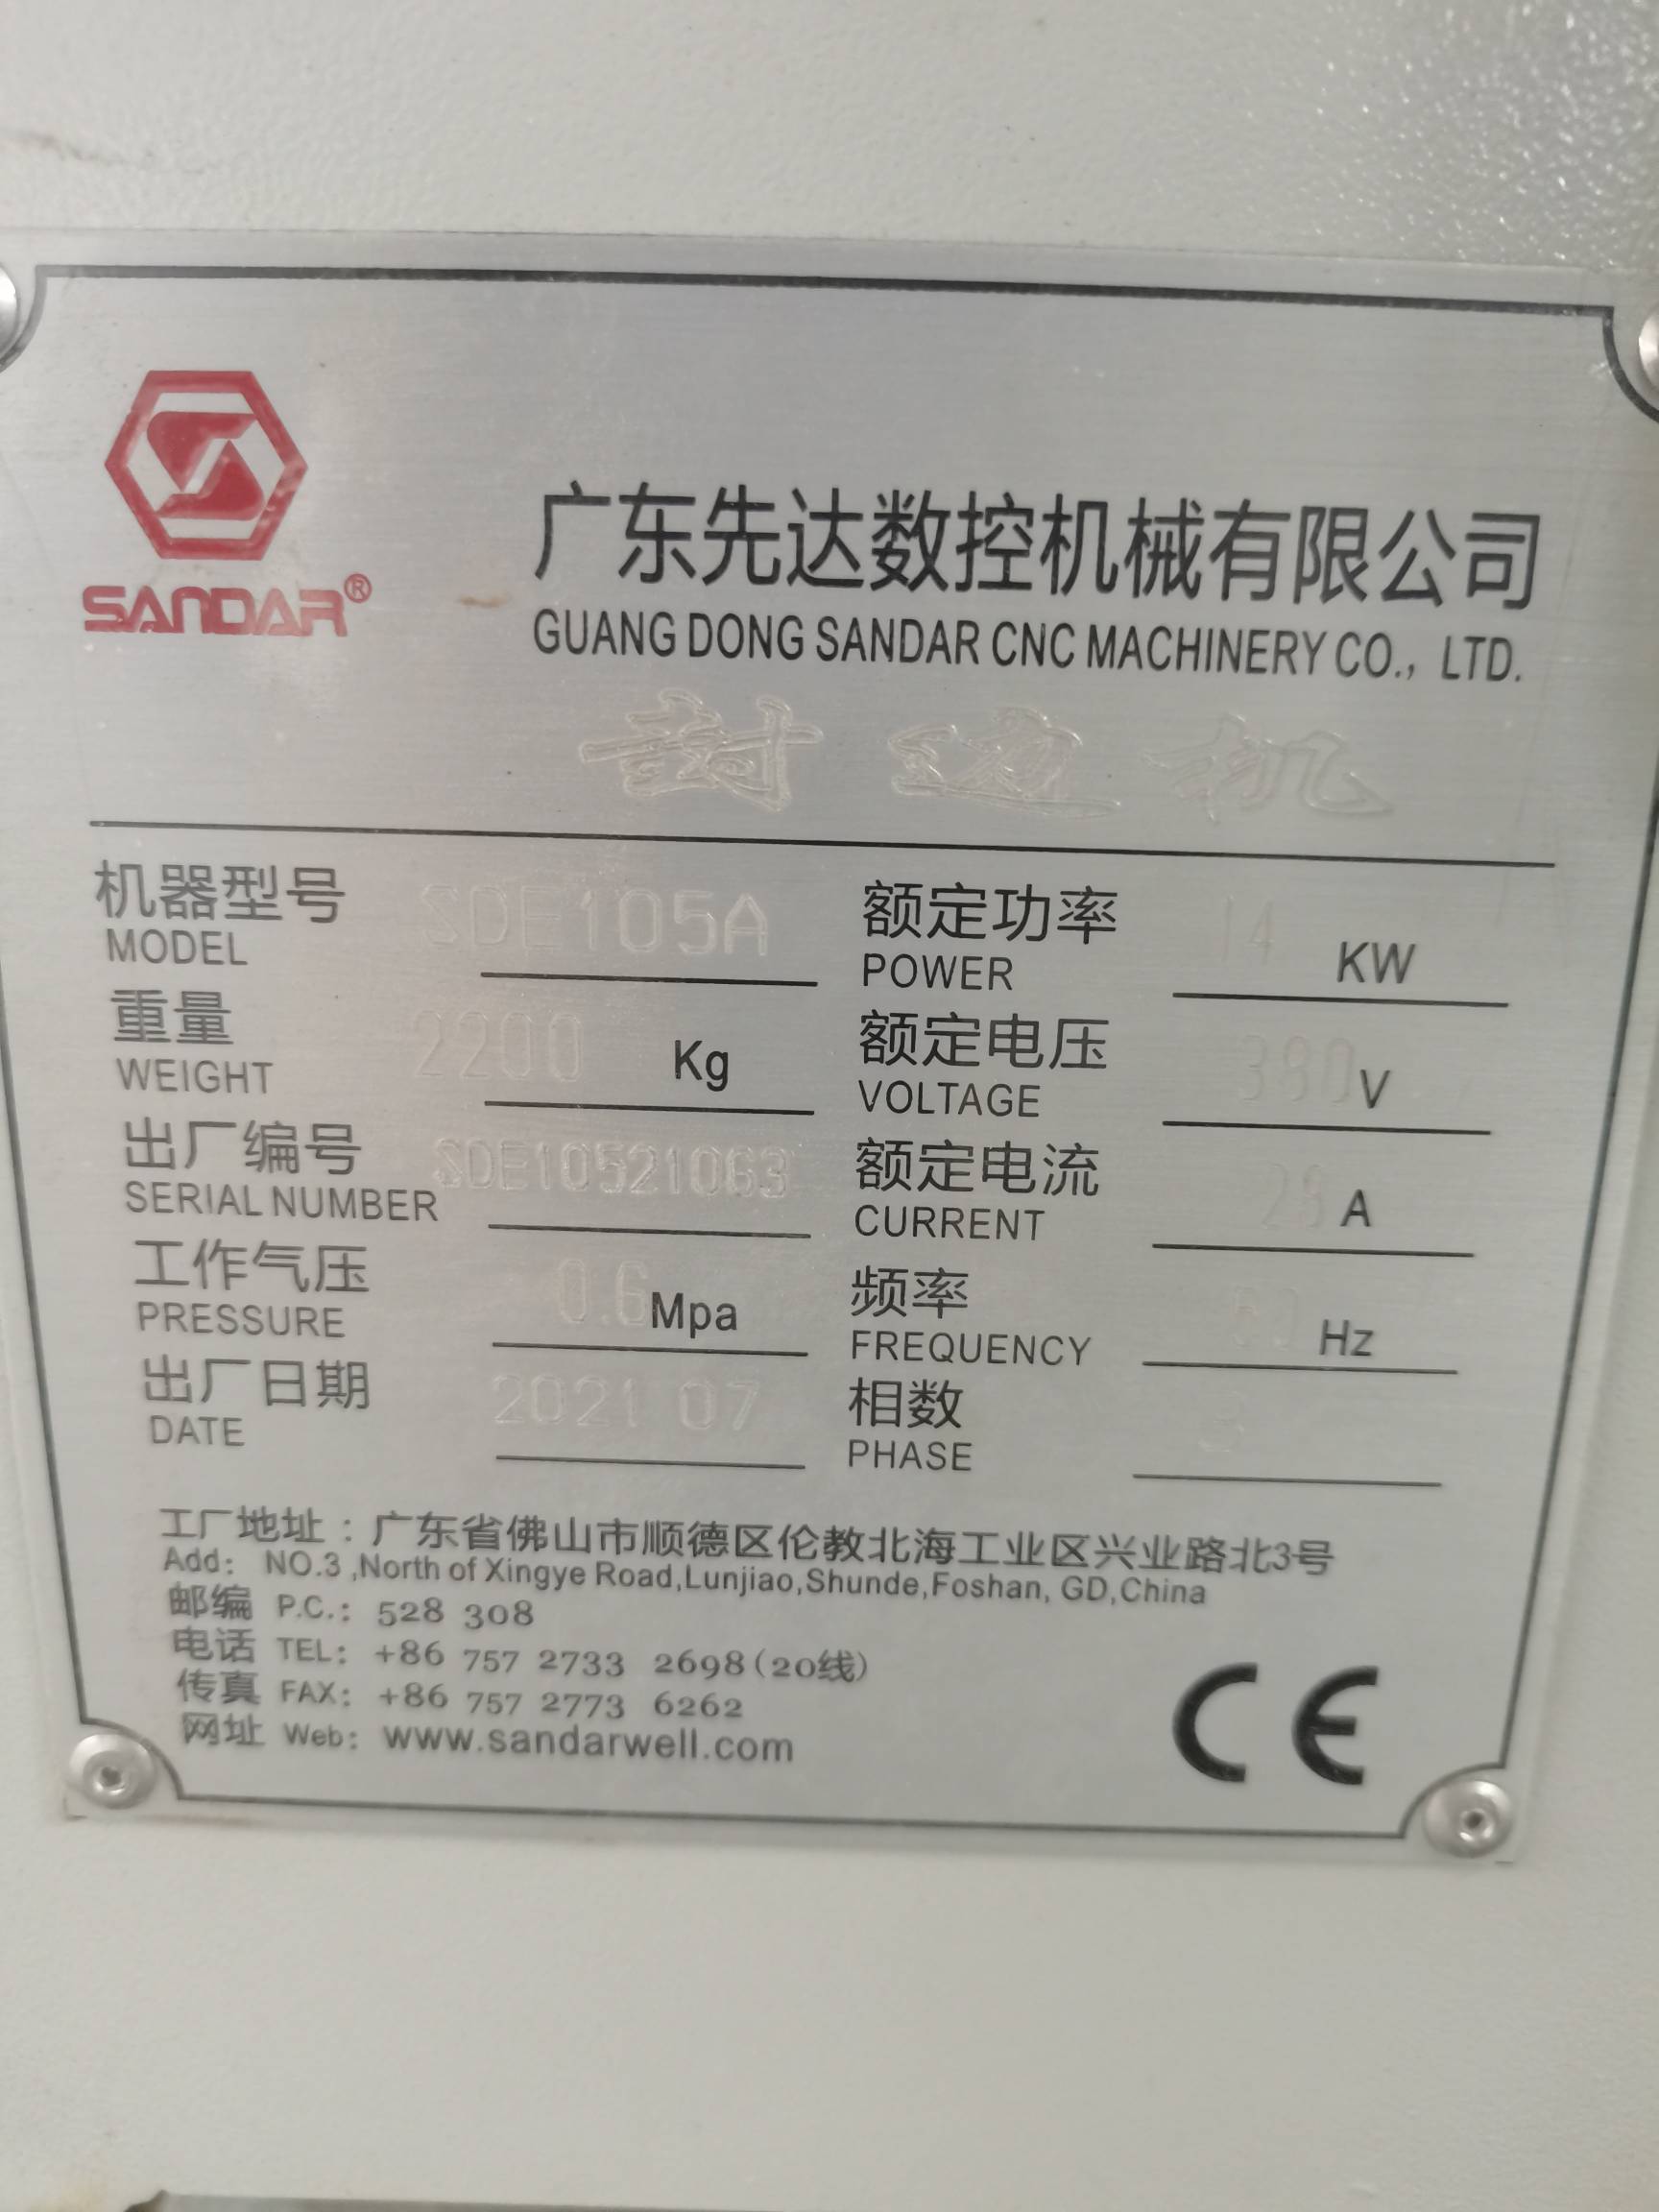 SANDAR®
广东先达数控机械有限公司
GUANG DONG SANDAR CNC MACHINERY CO., LTD.
封边机
机器型号 SDE105A 额定功率 14 KW
MODEL POWER
重量 2200 Kg 额定电压 380 V
WEIGHT VOLTAGE
出厂编号 SDE10521063 额定电流 28 A
SERIAL NUMBER CURRENT
工作气压 0.6 Mpa 频率 Hz
PRESSURE FREQUENCY
出厂日期 2021 07 相数 3
DATE PHASE
工厂地址：广东省佛山市顺德区伦教北海工业区兴业路北3号
Add: NO.3 ,North of Xingye Road,Lunjiao,Shunde,Foshan, GD,China
邮编 P.C.: 528 308
电话 TEL: +86 757 2733 2698(20线)
传真 FAX: +86 757 2773 6262
网址 Web: www.sandarwell.com
CE